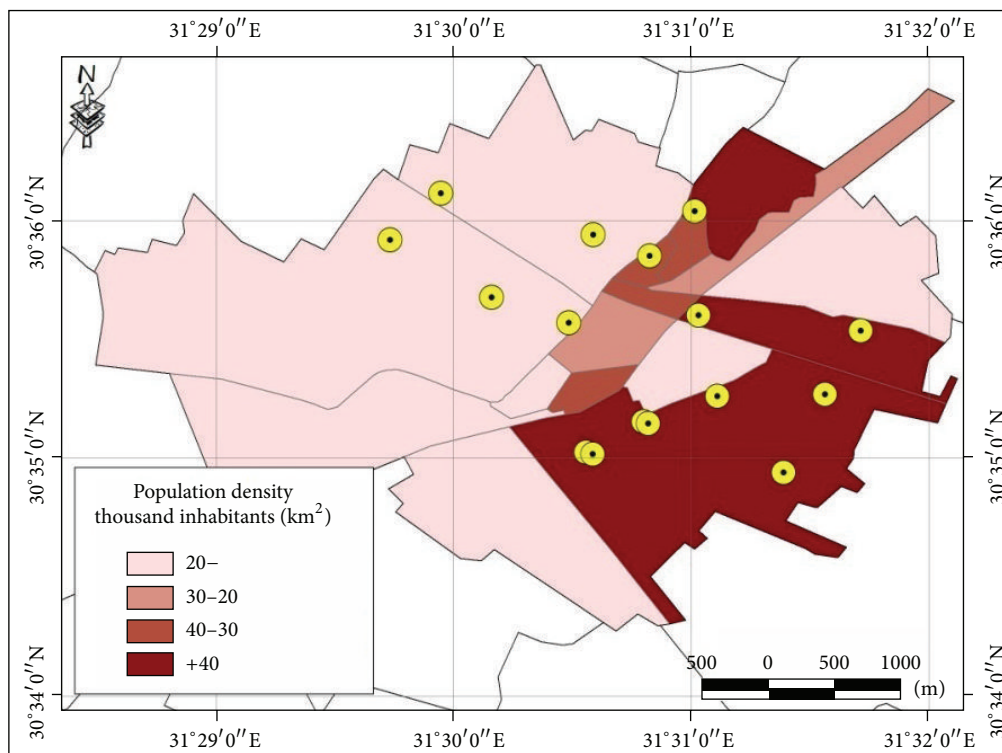 31°29′0″E 31°30′0″E 31°31′0″E 31°32′0″E
N
30°36′0″N 30°36′0″N
30°35′0″N 30°35′0″N
Population density
thousand inhabitants (km²)
20–
30–20
40–30
+40
500 0 500 1000
(m)
30°34′0″N 30°34′0″N
31°29′0″E 31°30′0″E 31°31′0″E 31°32′0″E